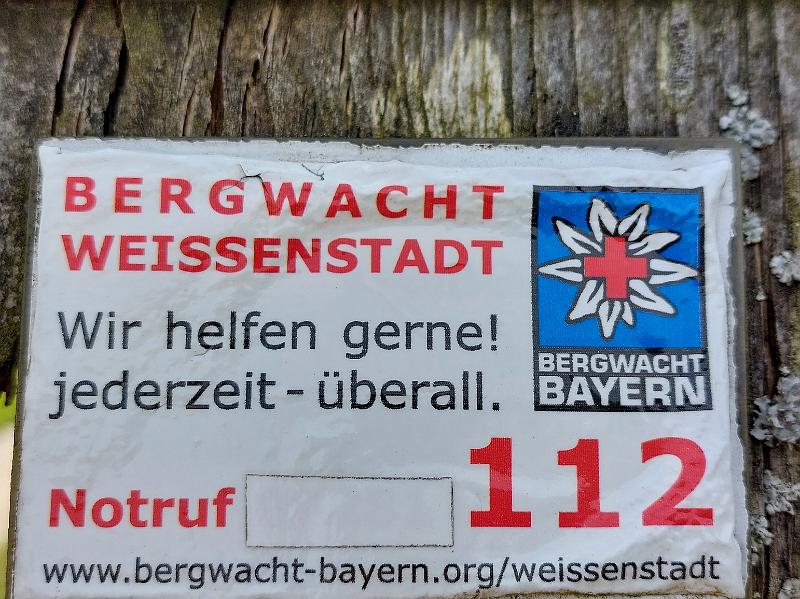 BERGWACHT
WEISSENSTADT
Wir helfen gerne!
jederzeit - überall.
BERGWACHT
BAYERN
Notruf 112
www.bergwacht-bayern.org/weissenstadt